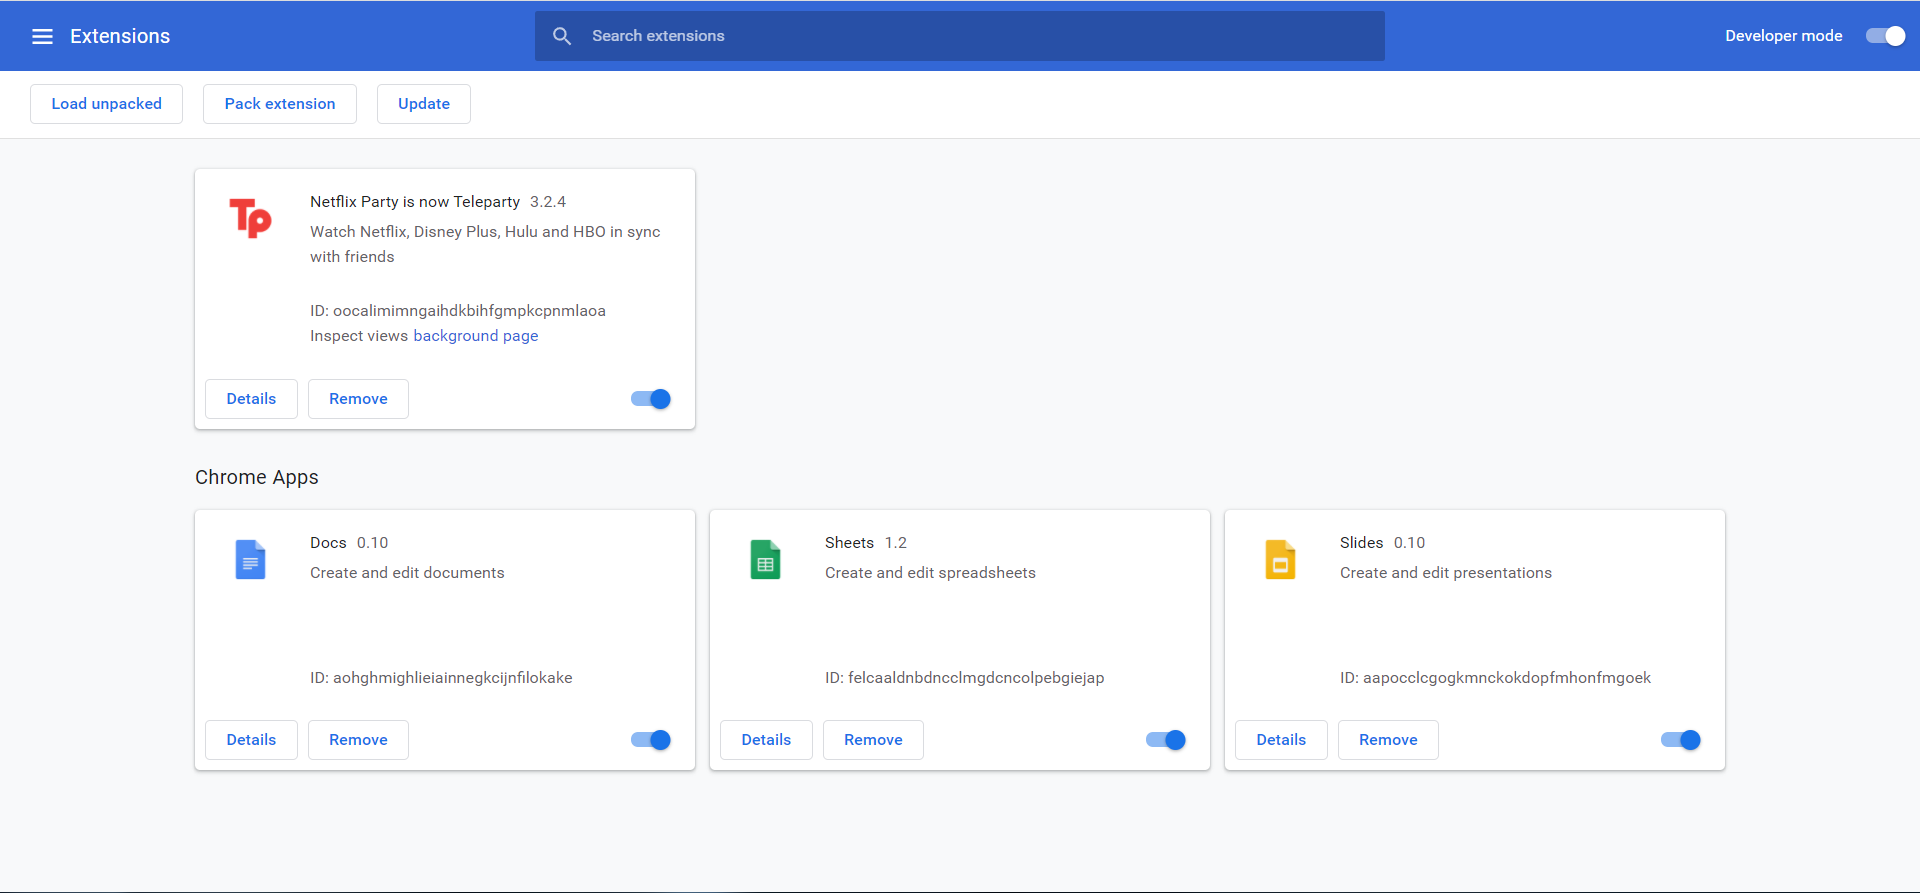 Extensions
Search extensions
Developer mode
Load unpacked
Pack extension
Update
Tp
Netflix Party is now Teleparty 3.2.4
Watch Netflix, Disney Plus, Hulu and HBO in sync
with friends
ID: oocalimimngaihdkbihfgmpkcpnmlaoa
Inspect views background page
Details
Remove
Chrome Apps
Docs 0.10
Create and edit documents
ID: aohghmighlieiainnegkcijnfilokake
Details
Remove
Sheets 1.2
Create and edit spreadsheets
ID: felcaaldnbdncclmgdcncolpebgiejap
Details
Remove
Slides 0.10
Create and edit presentations
ID: aapocclcgogkmnckokdopfmhonfmgoek
Details
Remove